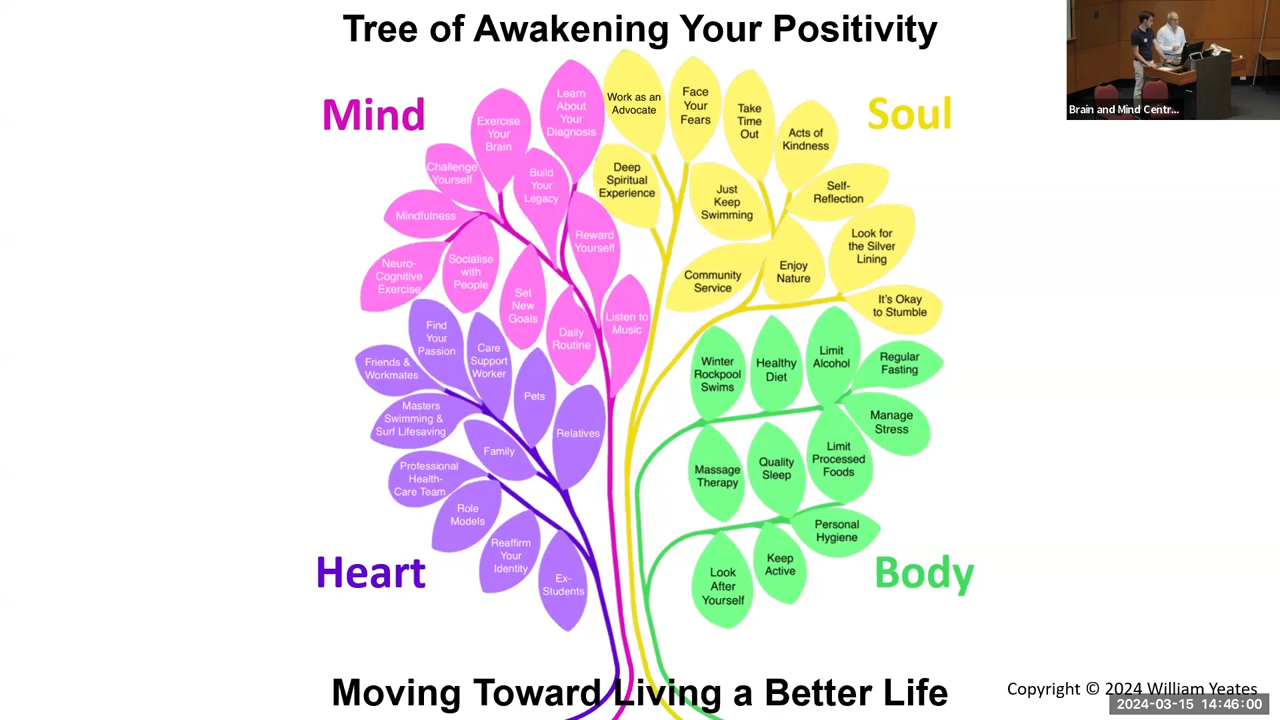 Tree of Awakening Your Positivity
Mind
Learn
About
Your
Diagnosis
Exercise
Your
Brain
Challenge
Yourself
Build
Your
Legacy
Mindfulness
Reward
Yourself
Neuro-
Cognitive
Exercise
Socialise
with
People
Set
New
Goals
Daily
Routine
Listen to
Music
Soul
Work as an
Advocate
Face
Your
Fears
Take
Time
Out
Acts of
Kindness
Deep
Spiritual
Experience
Just
Keep
Swimming
Self-
Reflection
Look for
the Silver
Lining
Community
Service
Enjoy
Nature
It's Okay
to Stumble
Heart
Find
Your
Passion
Care
Support
Worker
Friends &
Workmates
Pets
Masters
Swimming &
Surf Lifesaving
Relatives
Family
Professional
Health-
Care Team
Role
Models
Reaffirm
Your
Identity
Ex-
Students
Body
Winter
Rockpool
Swims
Healthy
Diet
Limit
Alcohol
Regular
Fasting
Manage
Stress
Massage
Therapy
Quality
Sleep
Limit
Processed
Foods
Personal
Hygiene
Look
After
Yourself
Keep
Active
Moving Toward Living a Better Life
Copyright © 2024 William Yeates
Brain and Mind Centr...
2024-03-15 14:46:00